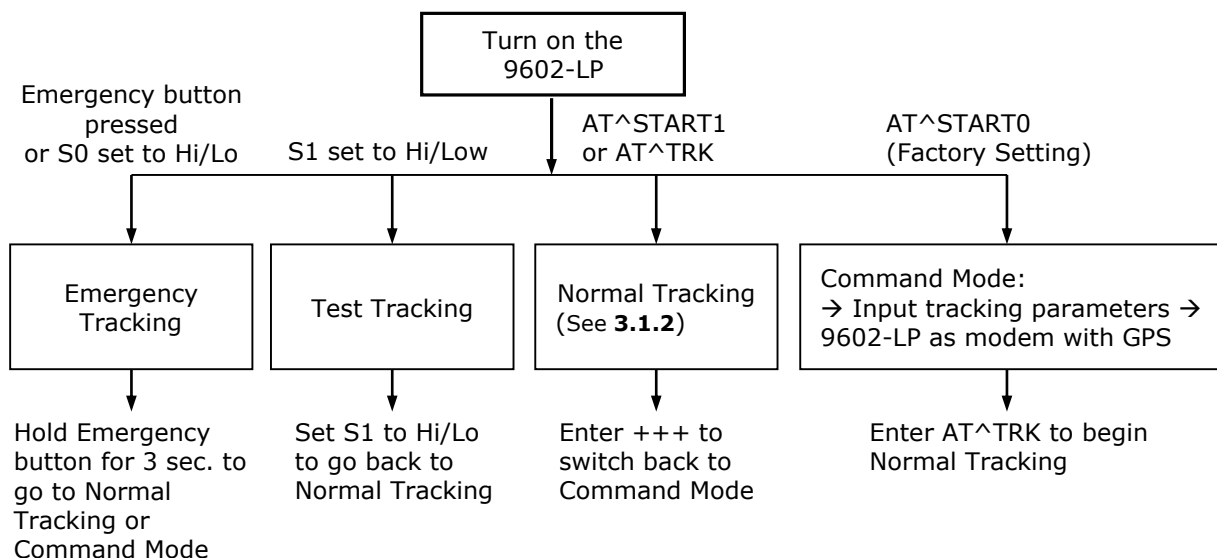 Turn on the
9602-LP
Emergency button
pressed
or S0 set to Hi/Lo
S1 set to Hi/Low
AT^START1
or AT^TRK
AT^START0
(Factory Setting)
Emergency
Tracking
Test Tracking
Normal Tracking
(See 3.1.2)
Command Mode:
→ Input tracking parameters →
9602-LP as modem with GPS
Hold Emergency
button for 3 sec. to
go to Normal
Tracking or
Command Mode
Set S1 to Hi/Lo
to go back to
Normal Tracking
Enter +++ to
switch back to
Command Mode
Enter AT^TRK to begin
Normal Tracking